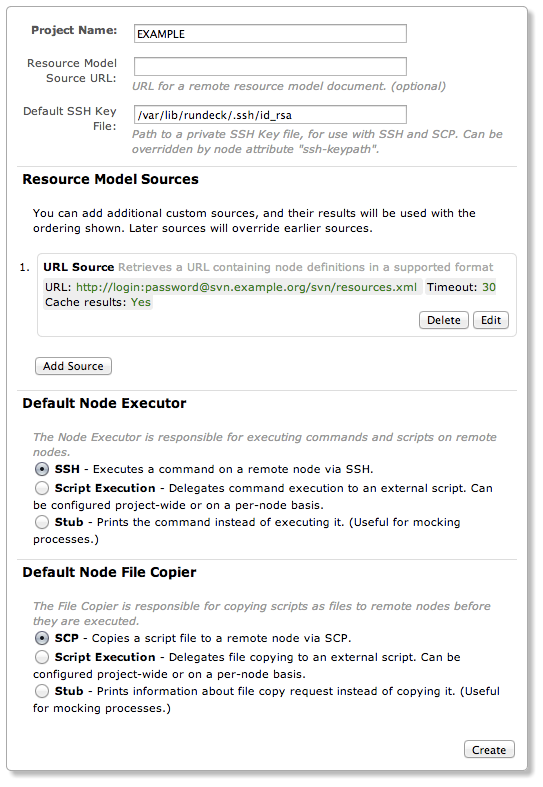 Project Name:
EXAMPLE
Resource Model
Source URL:
URL for a remote resource model document. (optional)
Default SSH Key
File:
/var/lib/rundeck/.ssh/id_rsa
Path to a private SSH Key file, for use with SSH and SCP. Can be
overridden by node attribute "ssh-keypath".
Resource Model Sources
You can add additional custom sources, and their results will be used with the
ordering shown. Later sources will override earlier sources.
1. URL Source Retrieves a URL containing node definitions in a supported format
URL: http://login:password@svn.example.org/svn/resources.xml Timeout: 30
Cache results: Yes
Delete Edit
Add Source
Default Node Executor
The Node Executor is responsible for executing commands and scripts on remote
nodes.
SSH - Executes a command on a remote node via SSH.
Script Execution - Delegates command execution to an external script. Can
be configured project-wide or on a per-node basis.
Stub - Prints the command instead of executing it. (Useful for mocking
processes.)
Default Node File Copier
The File Copier is responsible for copying scripts as files to remote nodes before
they are executed.
SCP - Copies a script file to a remote node via SCP.
Script Execution - Delegates file copying to an external script. Can be
configured project-wide or on a per-node basis.
Stub - Prints information about file copy request instead of copying it. (Useful
for mocking processes.)
Create